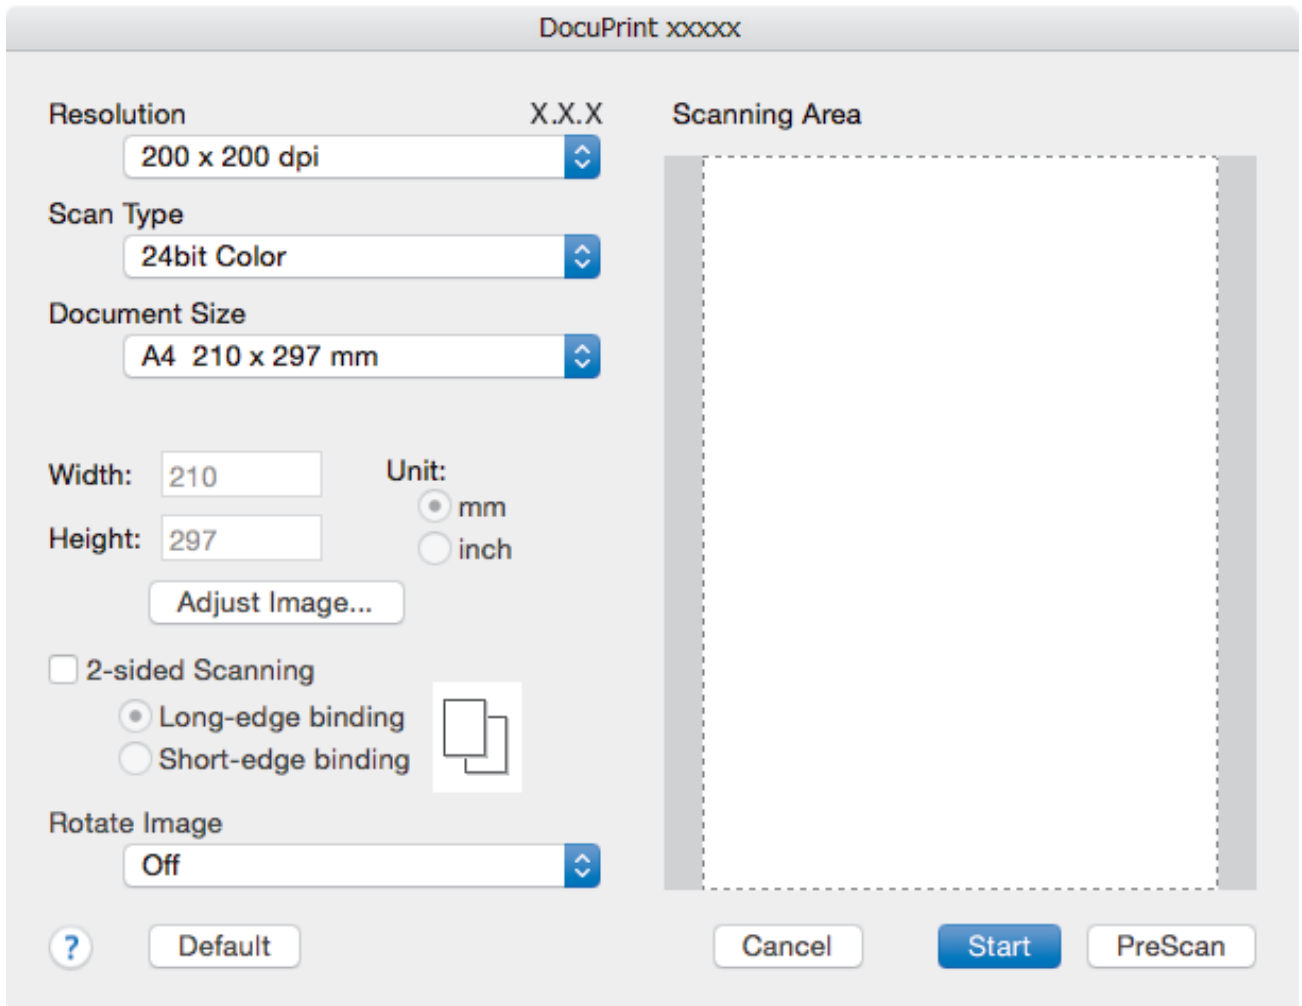 DocuPrint xxxxx
Resolution X.X.X
200 x 200 dpi
Scan Type
24bit Color
Document Size
A4 210 x 297 mm
Width: 210
Height: 297
Unit:
mm
inch
Adjust Image...
2-sided Scanning
Long-edge binding
Short-edge binding
Rotate Image
Off
? Default
Scanning Area
Cancel Start PreScan